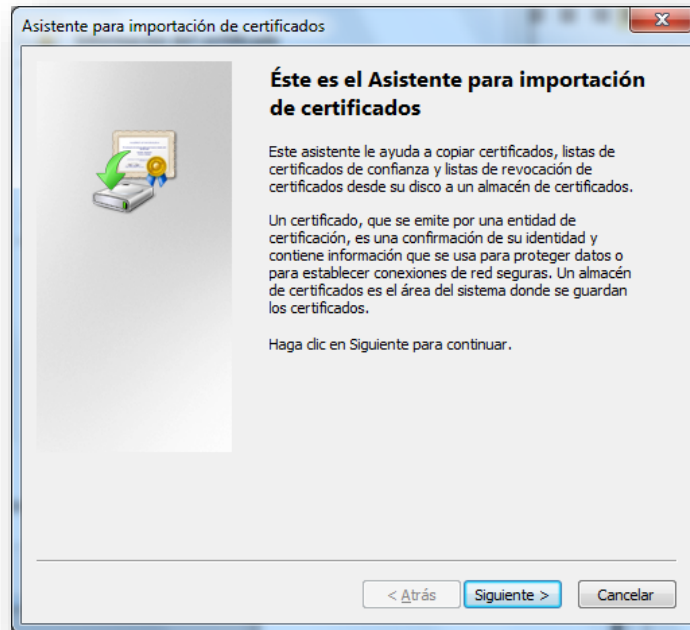 Asistente para importación de certificados
Éste es el Asistente para importación
de certificados
Este asistente le ayuda a copiar certificados, listas de
certificados de confianza y listas de revocación de
certificados desde su disco a un almacén de certificados.
Un certificado, que se emite por una entidad de
certificación, es una confirmación de su identidad y
contiene información que se usa para proteger datos o
para establecer conexiones de red seguras. Un almacén
de certificados es el área del sistema donde se guardan
los certificados.
Haga clic en Siguiente para continuar.
< Atrás
Siguiente >
Cancelar